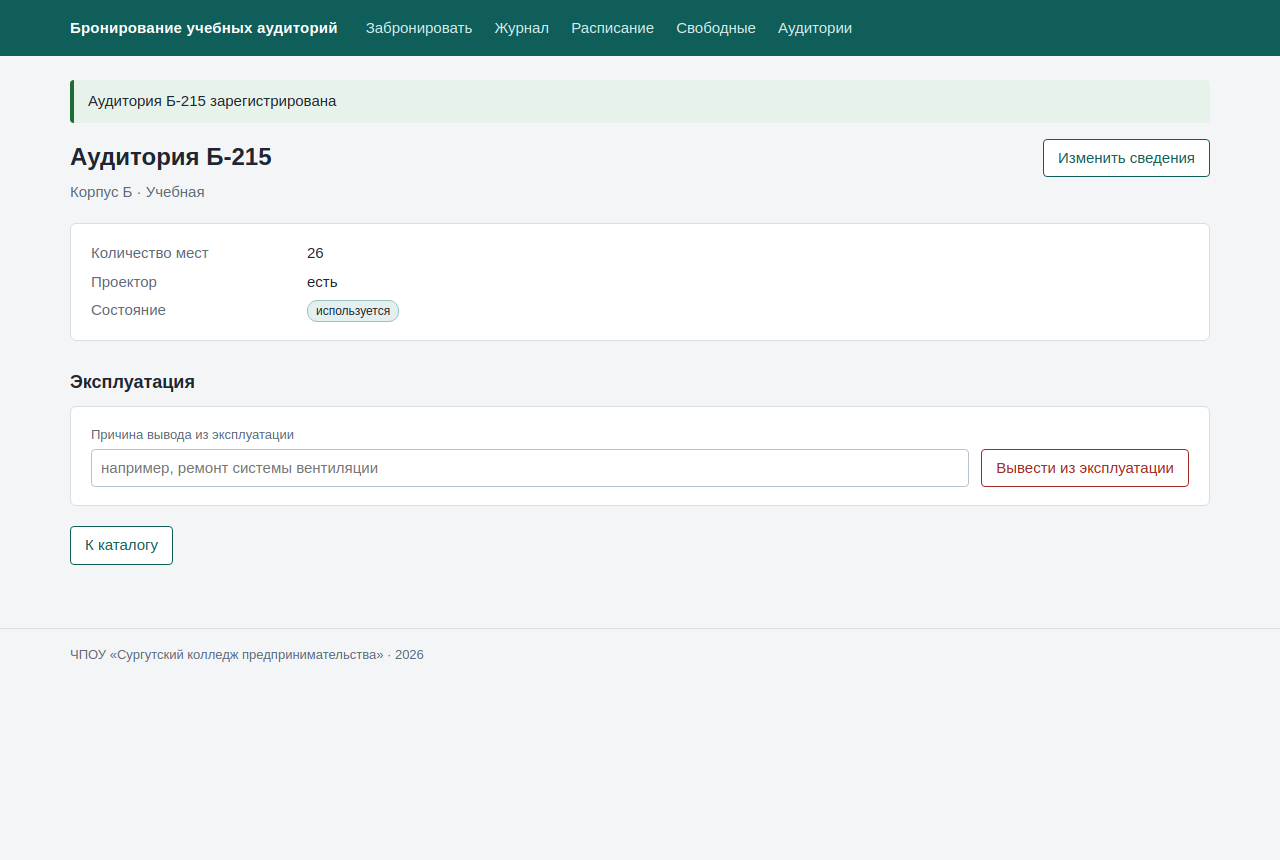 Бронирование учебных аудиторий Забронировать Журнал Расписание Свободные Аудитории
Аудитория Б-215 зарегистрирована
Аудитория Б-215
Изменить сведения
Корпус Б · Учебная
Количество мест 26
Проектор есть
Состояние используется
Эксплуатация
Причина вывода из эксплуатации
например, ремонт системы вентиляции Вывести из эксплуатации
К каталогу
ЧПОУ «Сургутский колледж предпринимательства» · 2026